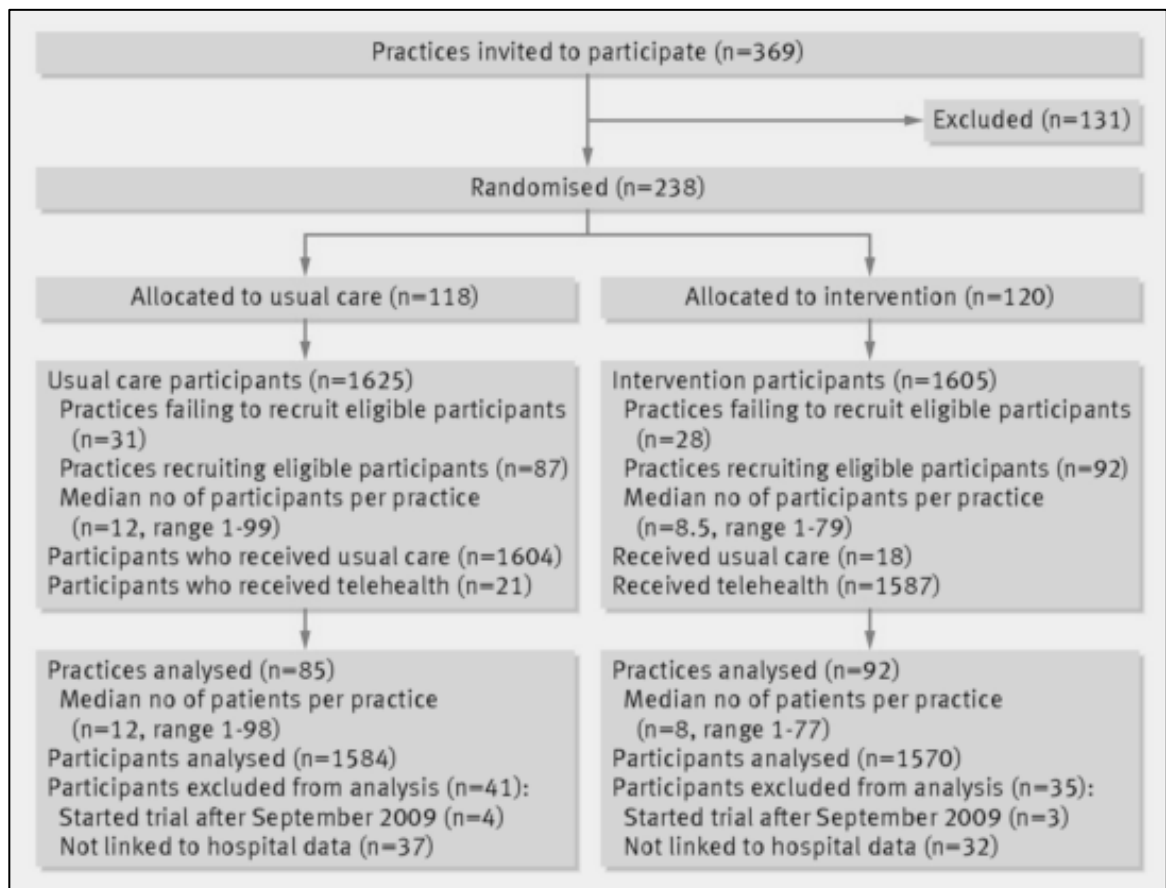 Practices invited to participate (n=369)
Excluded (n=131)
Randomised (n=238)
Allocated to usual care (n=118)
Allocated to intervention (n=120)
Usual care participants (n=1625)
Practices failing to recruit eligible participants
(n=31)
Practices recruiting eligible participants (n=87)
Median no of participants per practice
(n=12, range 1-99)
Participants who received usual care (n=1604)
Participants who received telehealth (n=21)
Intervention participants (n=1605)
Practices failing to recruit eligible participants
(n=28)
Practices recruiting eligible participants (n=92)
Median no of participants per practice
(n=8.5, range 1-79)
Received usual care (n=18)
Received telehealth (n=1587)
Practices analysed (n=85)
Median no of patients per practice
(n=12, range 1-98)
Participants analysed (n=1584)
Participants excluded from analysis (n=41):
Started trial after September 2009 (n=4)
Not linked to hospital data (n=37)
Practices analysed (n=92)
Median no of patients per practice
(n=8, range 1-77)
Participants analysed (n=1570)
Participants excluded from analysis (n=35):
Started trial after September 2009 (n=3)
Not linked to hospital data (n=32)